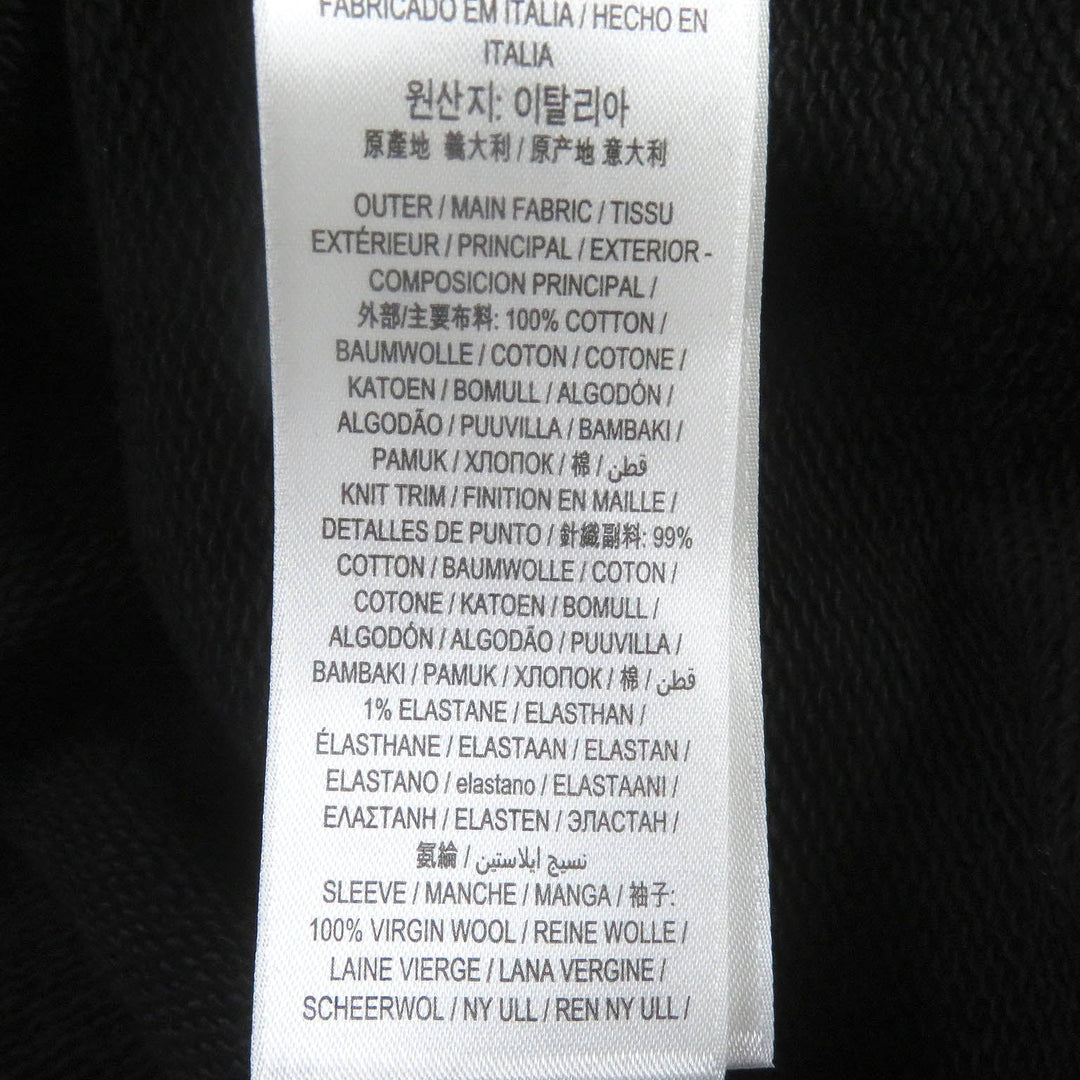 FABRICADO EM ITALIA / HECHO EN
ITALIA
원산지: 이탈리아
原產地 義大利 / 原产地 意大利
OUTER / MAIN FABRIC / TISSU
EXTÉRIEUR / PRINCIPAL / EXTERIOR -
COMPOSICION PRINCIPAL /
外部/主要布料: 100% COTTON /
BAUMWOLLE / COTON / COTONE /
KATOEN / BOMULL / ALGODÓN /
ALGODÃO / PUUVILLA / BAMBAKI /
PAMUK / ХЛОПОК / 棉 / قطن
KNIT TRIM / FINITION EN MAILLE /
DETALLES DE PUNTO / 針織副料: 99%
COTTON / BAUMWOLLE / COTON /
COTONE / KATOEN / BOMULL /
ALGODÓN / ALGODÃO / PUUVILLA /
BAMBAKI / PAMUK / ХЛОПОК / 棉 / قطن
1% ELASTANE / ELASTHAN /
ÉLASTHANE / ELASTAAN / ELASTAN /
ELASTANO / elastano / ELASTAANI /
ΕΛΑΣΤΑΝΗ / ELASTEN / ЭЛАСТАН /
氨綸 / نسيج ايلاستين
SLEEVE / MANCHE / MANGA / 袖子:
100% VIRGIN WOOL / REINE WOLLE /
LAINE VIERGE / LANA VERGINE /
SCHEERWOL / NY ULL / REN NY ULL /